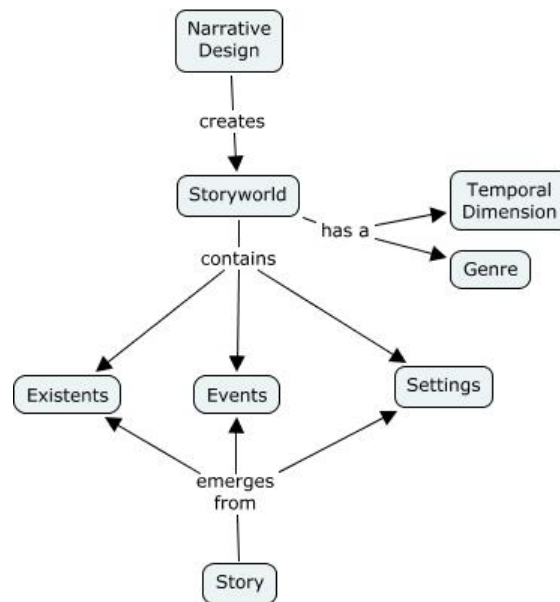 Narrative
Design
creates
Storyworld
Temporal
Dimension
has a
contains
Genre
Existents
Events
Settings
emerges
from
Story